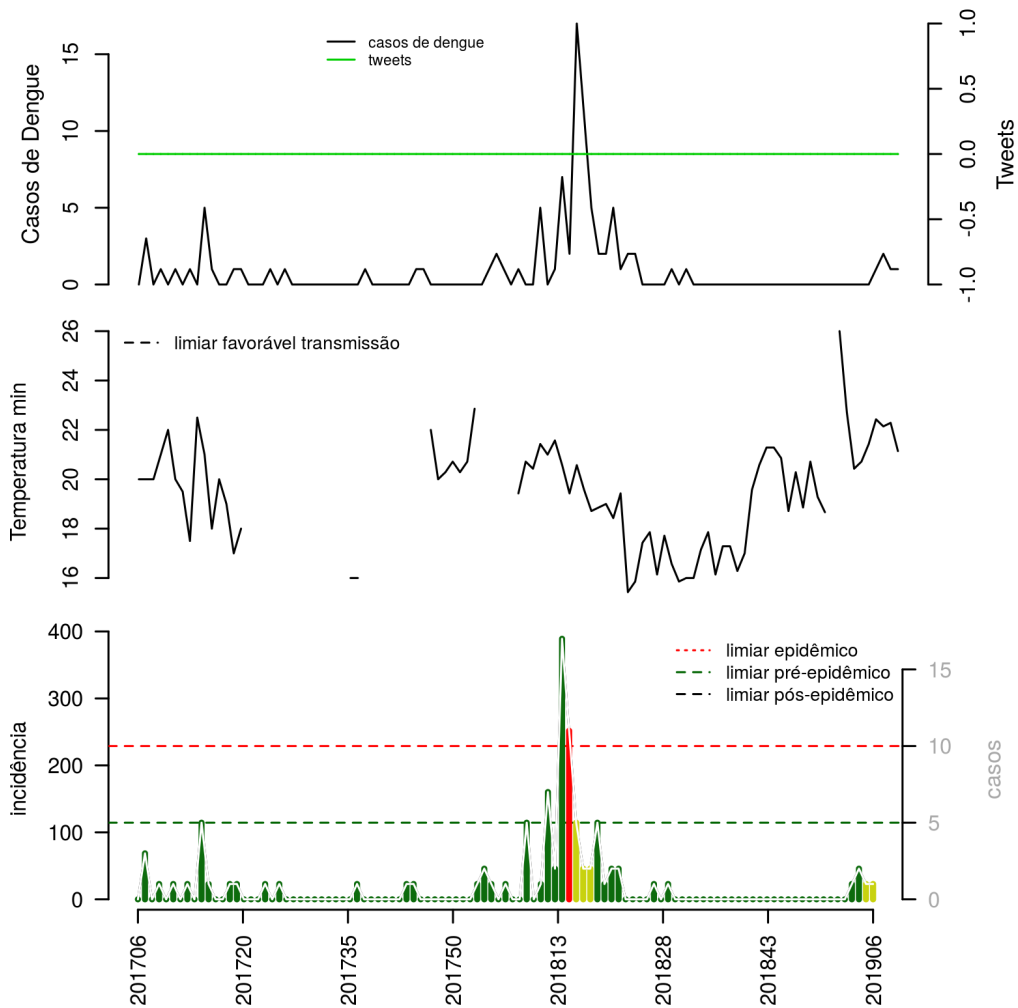 casos de dengue
tweets
Casos de Dengue
0
5
10
15
Tweets
-1.0
-0.5
0.0
0.5
1.0
limiar favorável transmissão
Temperatura min
16
18
20
22
24
26
limiar epidêmico
limiar pré-epidêmico
limiar pós-epidêmico
incidência
0
100
200
300
400
casos
0
5
10
15
201706
201720
201735
201750
201813
201828
201843
201906